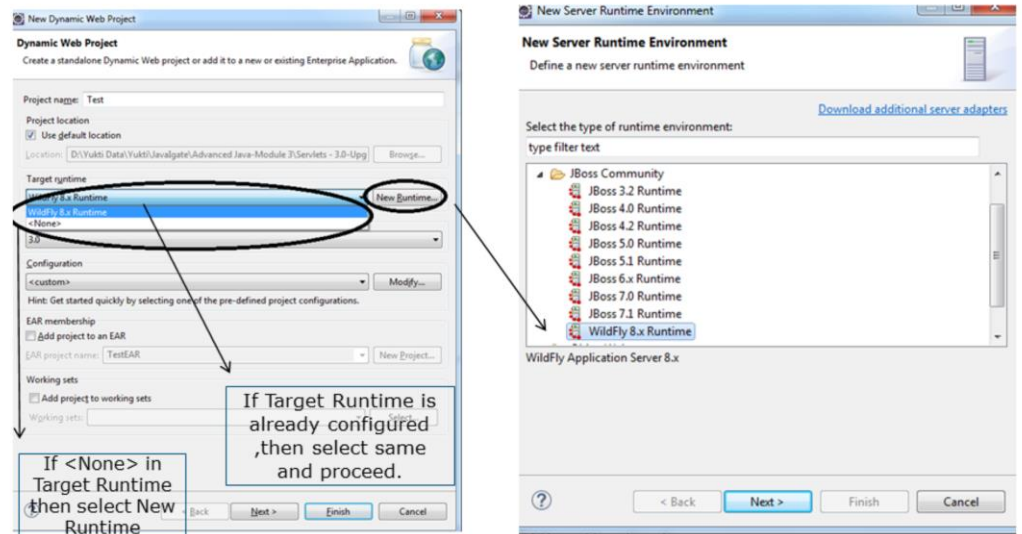 New Dynamic Web Project
Dynamic Web Project
Create a standalone Dynamic Web project or add it to a new or existing Enterprise Application.
Project name: Test
Project location
Use default location
Location: D:\Yukti Data\Yukti\Javalgate\Advanced Java-Module 3\Servlets - 3.0-Upg Browse...
Target runtime
WildFly 8.x Runtime New Runtime...
WildFly 8.x Runtime
<None>
3.0
Configuration
<custom> Modify...
Hint: Get started quickly by selecting one of the pre-defined project configurations.
EAR membership
Add project to an EAR
EAR project name: TestEAR New Project...
Working sets
Add project to working sets
Working sets: Select...
If Target Runtime is
already configured
,then select same
and proceed.
If <None> in
Target Runtime
then select New
Runtime
< Back Next > Finish Cancel
New Server Runtime Environment
New Server Runtime Environment
Define a new server runtime environment
Download additional server adapters
Select the type of runtime environment:
type filter text
JBoss Community
JBoss 3.2 Runtime
JBoss 4.0 Runtime
JBoss 4.2 Runtime
JBoss 5.0 Runtime
JBoss 5.1 Runtime
JBoss 6.x Runtime
JBoss 7.0 Runtime
JBoss 7.1 Runtime
WildFly 8.x Runtime
WildFly Application Server 8.x
< Back Next > Finish Cancel